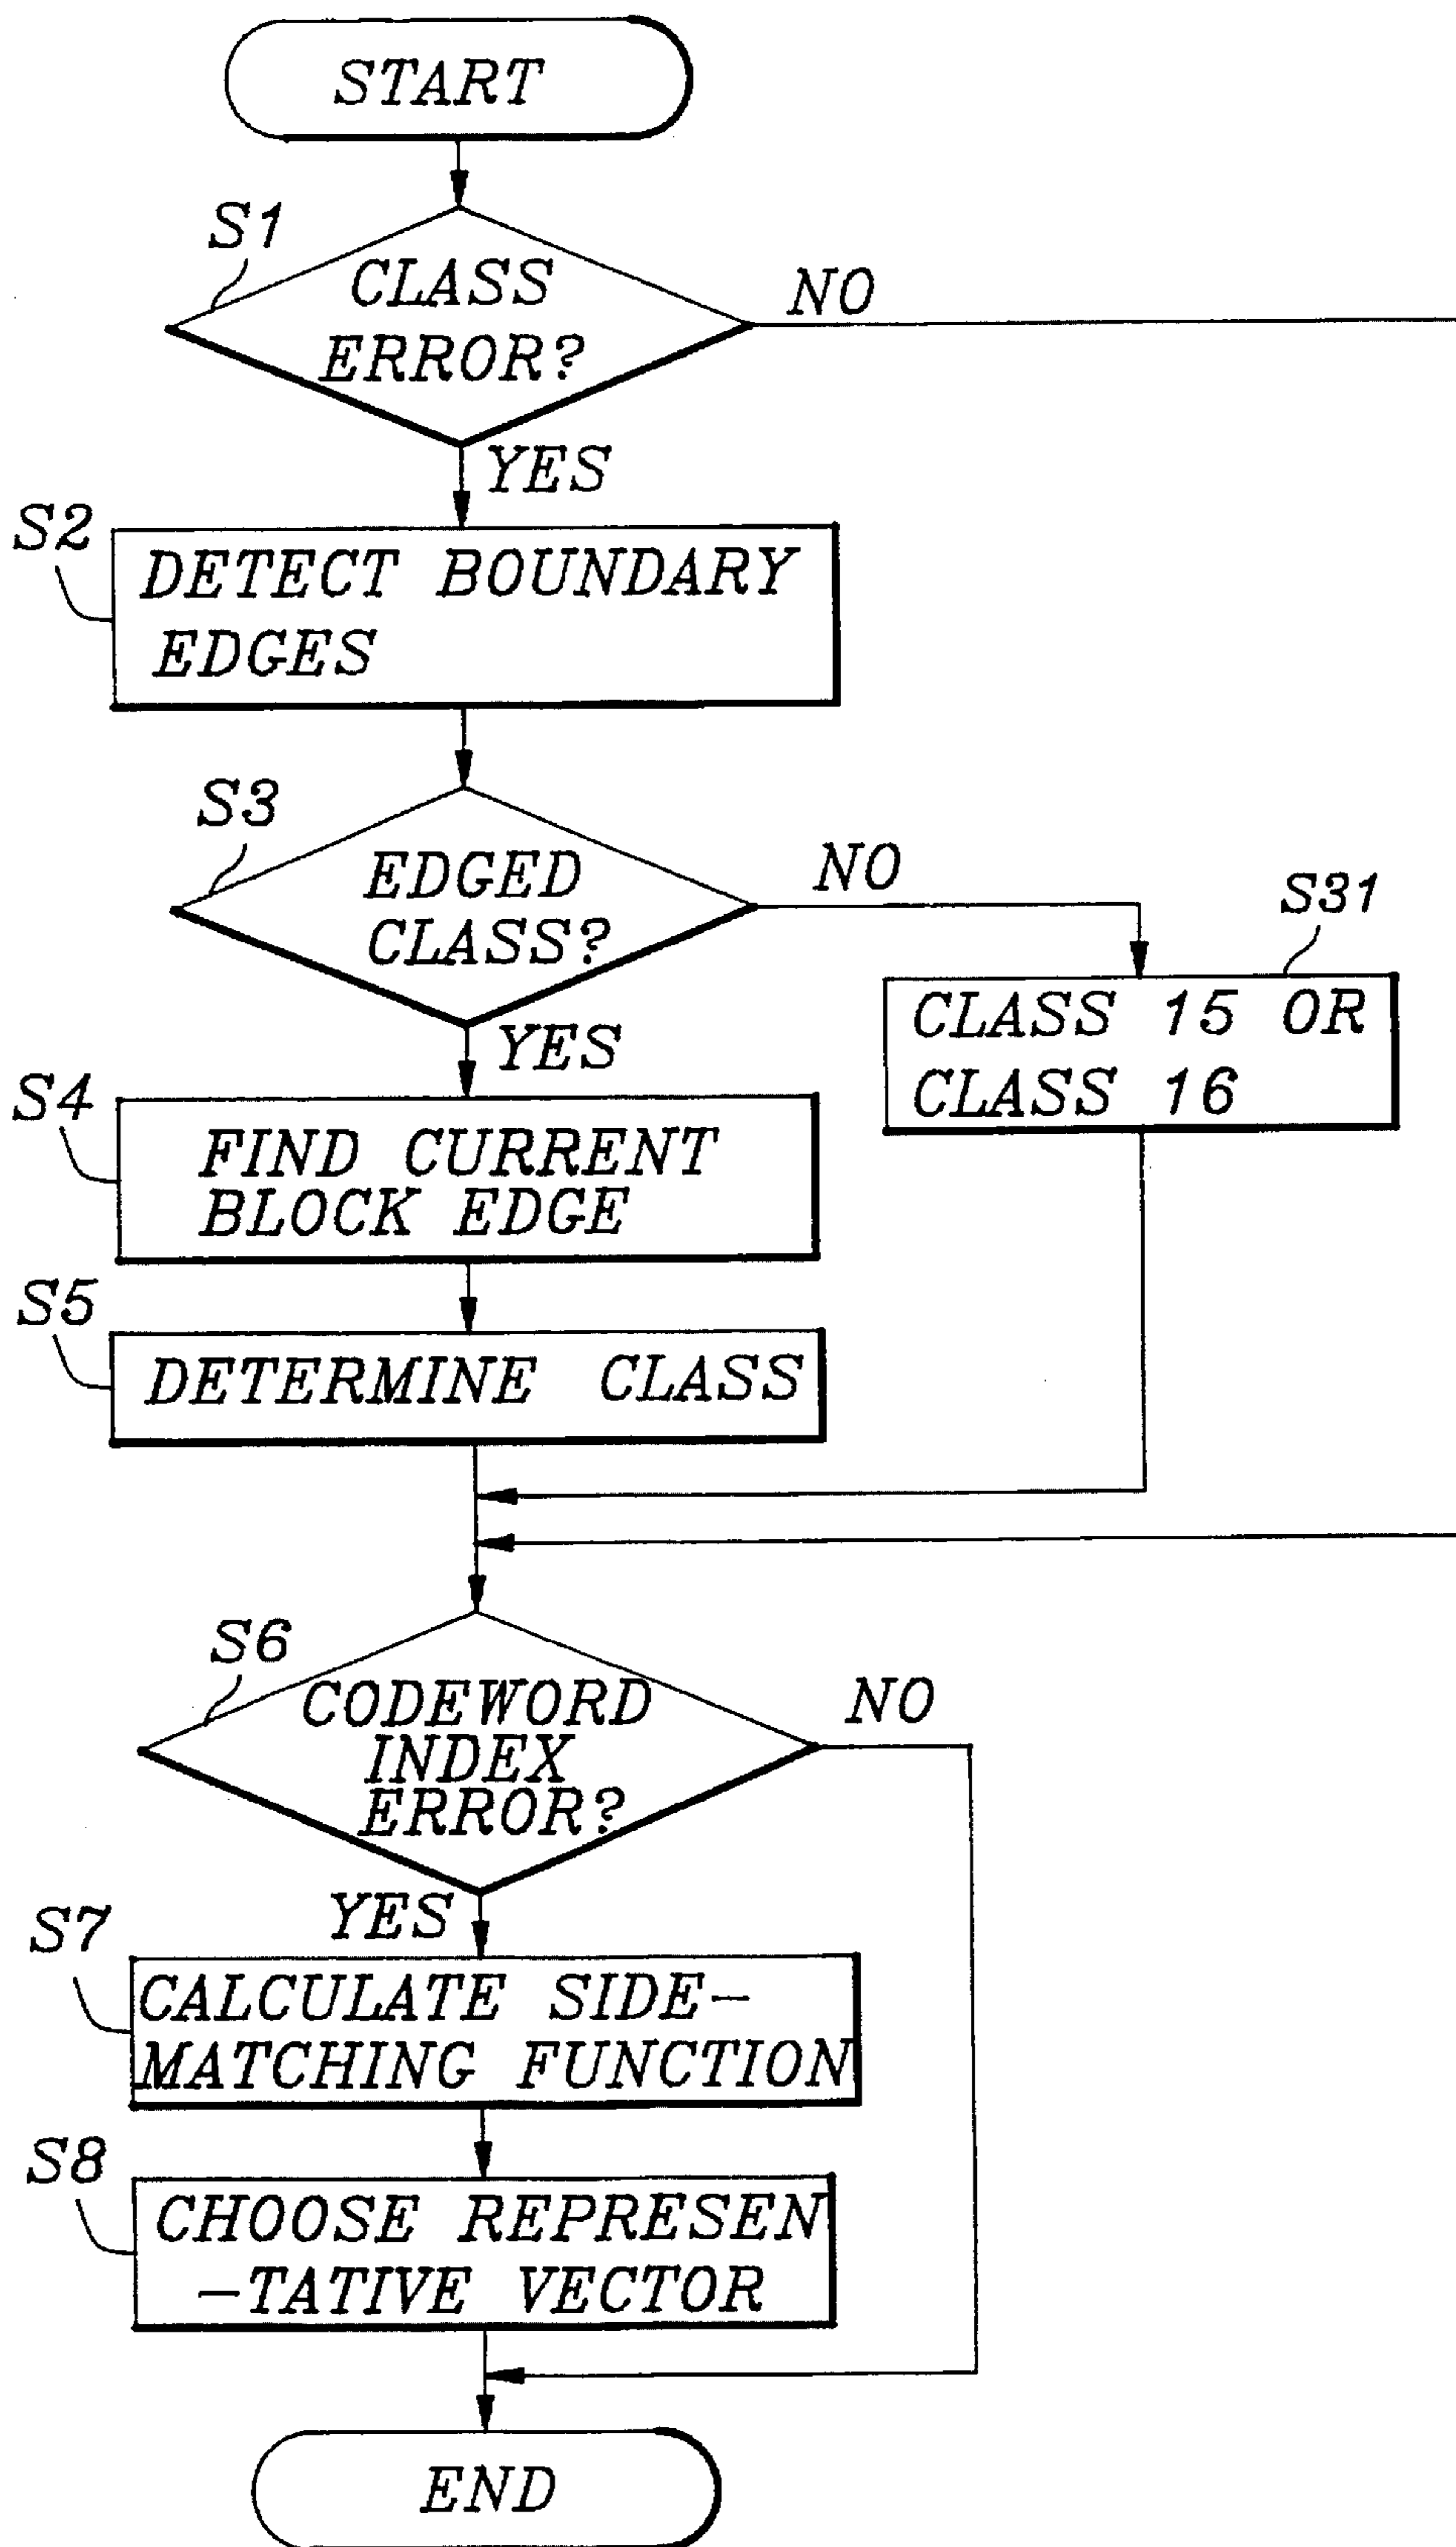 START
S1
CLASS
ERROR?
NO
YES
S2
DETECT BOUNDARY
EDGES
S3
EDGED
CLASS?
NO
S31
CLASS 15 OR
CLASS 16
YES
S4
FIND CURRENT
BLOCK EDGE
S5
DETERMINE CLASS
S6
CODEWORD
INDEX
ERROR?
NO
YES
S7
CALCULATE SIDE-
MATCHING FUNCTION
S8
CHOOSE REPRESEN
-TATIVE VECTOR
END